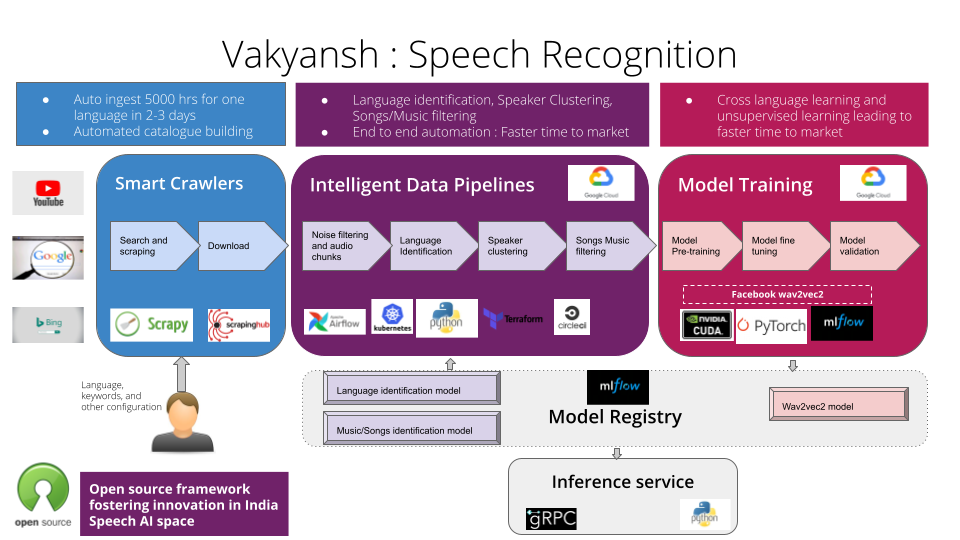 Vakyansh : Speech Recognition
● Auto ingest 5000 hrs for one
language in 2-3 days
● Automated catalogue building
● Language identification, Speaker Clustering,
Songs/Music filtering
● End to end automation : Faster time to market
● Cross language learning and
unsupervised learning leading to
faster time to market
YouTube
Google
Bing
Smart Crawlers
Search and
scraping
Download
Scrapy
scrapinghub
Intelligent Data Pipelines
Google Cloud
Noise filtering
and audio
chunks
Language
Identification
Speaker
clustering
Songs Music
filtering
Apache
Airflow
kubernetes
python
Terraform
circleci
Model Training
Google Cloud
Model
Pre-training
Model fine
tuning
Model
validation
Facebook wav2vec2
NVIDIA.
CUDA.
PyTorch
mlflow
Language,
keywords, and
other configuration
Language identification model
Music/Songs identification model
mlflow
Model Registry
Wav2vec2 model
Inference service
gRPC
python
open source
Open source framework
fostering innovation in India
Speech AI space